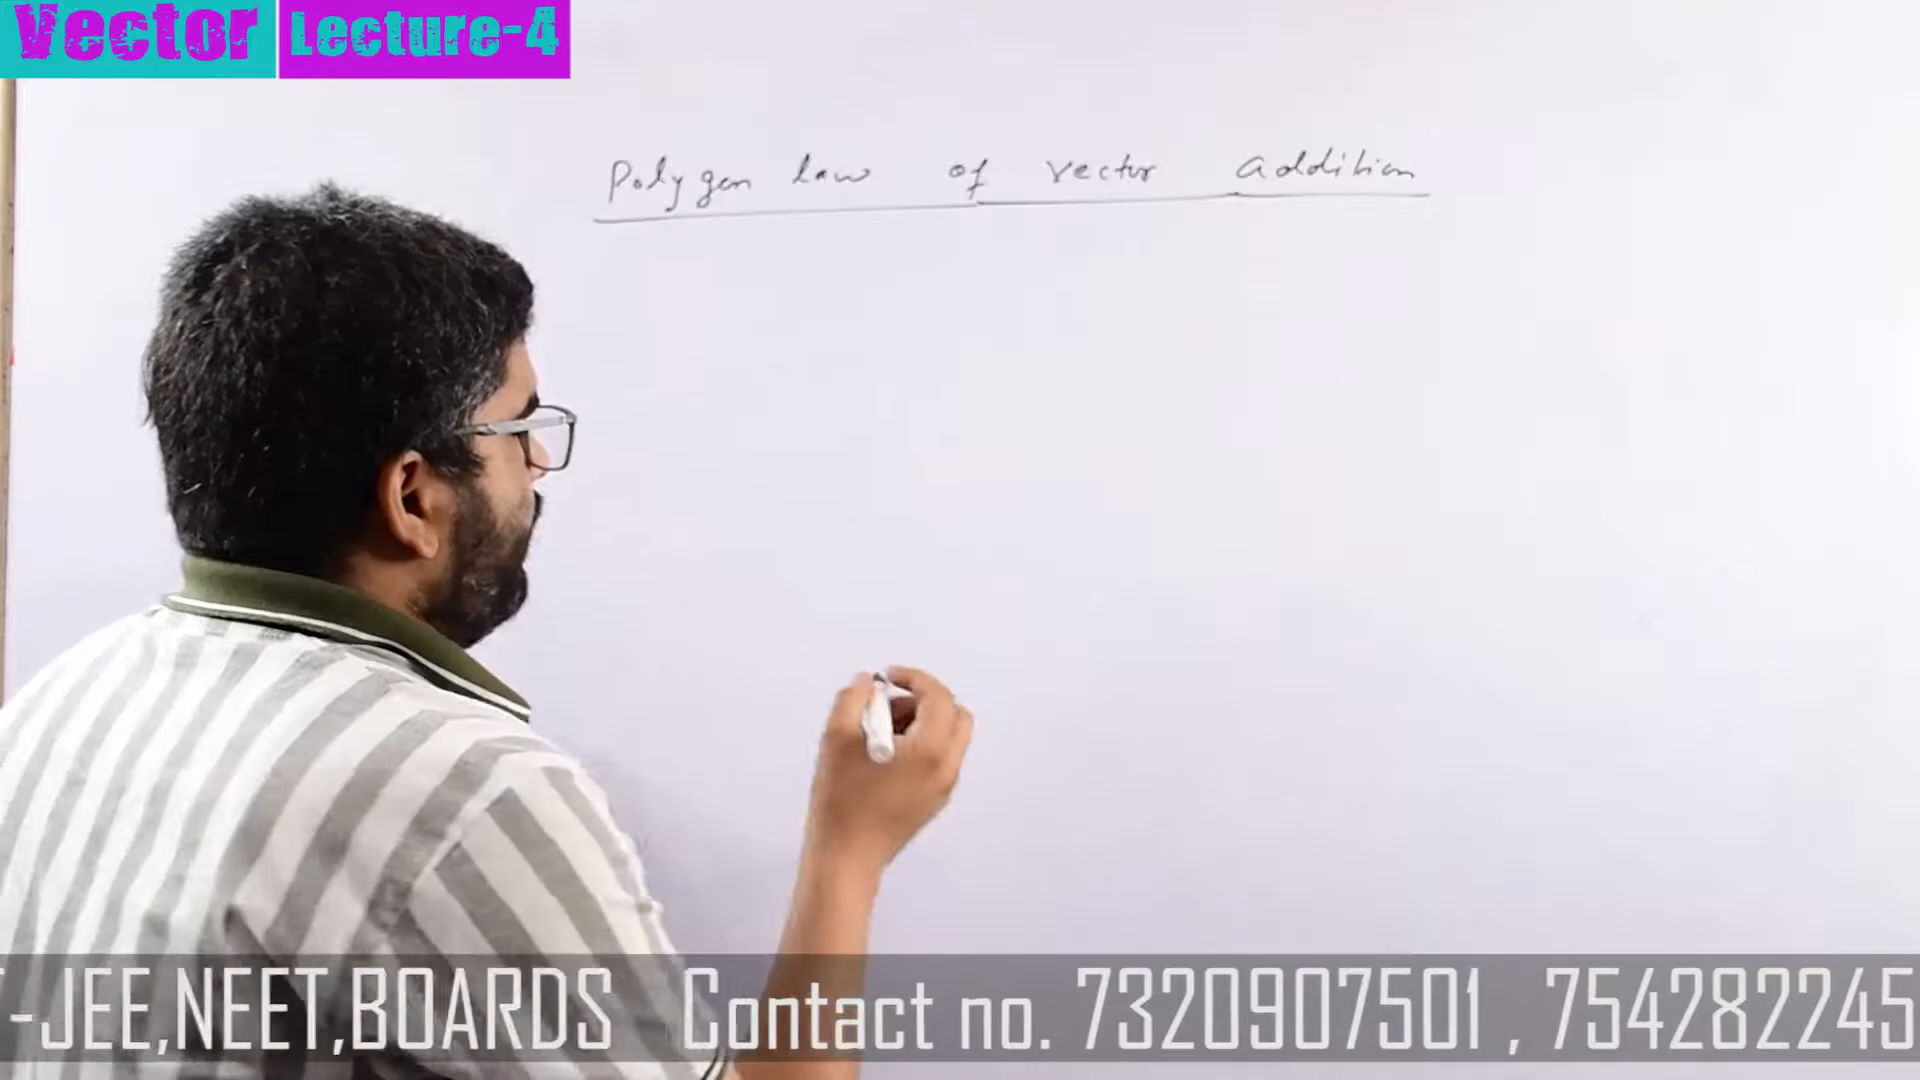 Vector Lecture-4
Polygon law of vector addition
-JEE,NEET,BOARDS Contact no. 7320907501 , 754282245